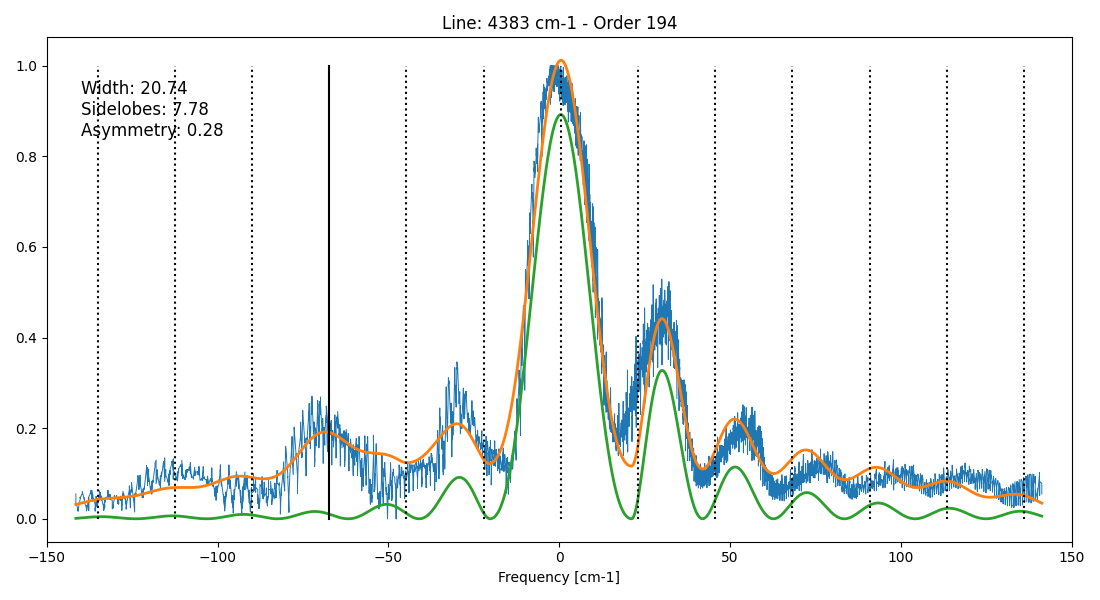 Line: 4383 cm-1 - Order 194
Width: 20.74
Sidelobes: 7.78
Asymmetry: 0.28
1.0
0.8
0.6
0.4
0.2
0.0
−150 −100 −50 0 50 100 150
Frequency [cm-1]